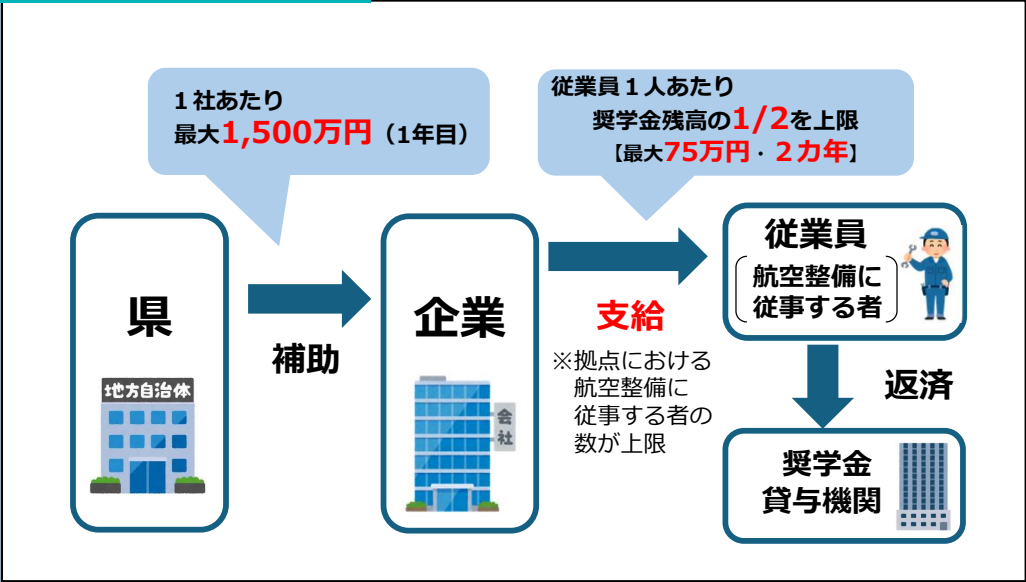 1社あたり
最大1,500万円（1年目）
従業員1人あたり
奨学金残高の1/2を上限
【最大75万円・2カ年】
県
地方自治体
補助
企業
会社
支給
※拠点における
航空整備に
従事する者の
数が上限
従業員
航空整備に
従事する者
返済
奨学金
貸与機関